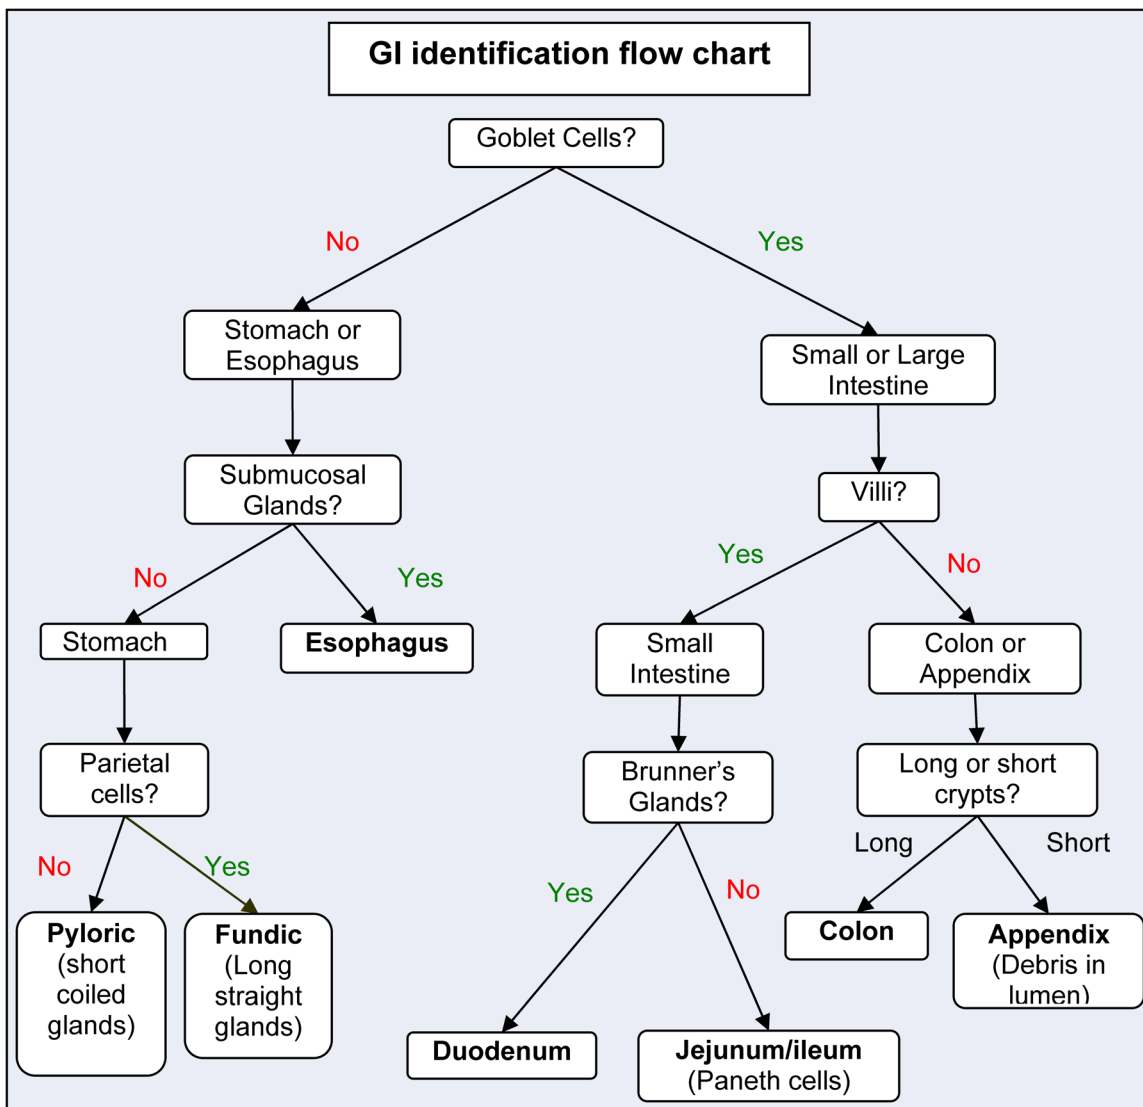 GI identification flow chart
Goblet Cells?
No
Yes
Stomach or
Esophagus
Small or Large
Intestine
Submucosal
Glands?
Villi?
No
Yes
Yes
No
Stomach
Esophagus
Small
Intestine
Colon or
Appendix
Parietal
cells?
Brunner's
Glands?
Long or short
crypts?
No
Yes
Yes
No
Long
Short
Pyloric
(short
coiled
glands)
Fundic
(Long
straight
glands)
Colon
Appendix
(Debris in
lumen)
Duodenum
Jejunum/ileum
(Paneth cells)